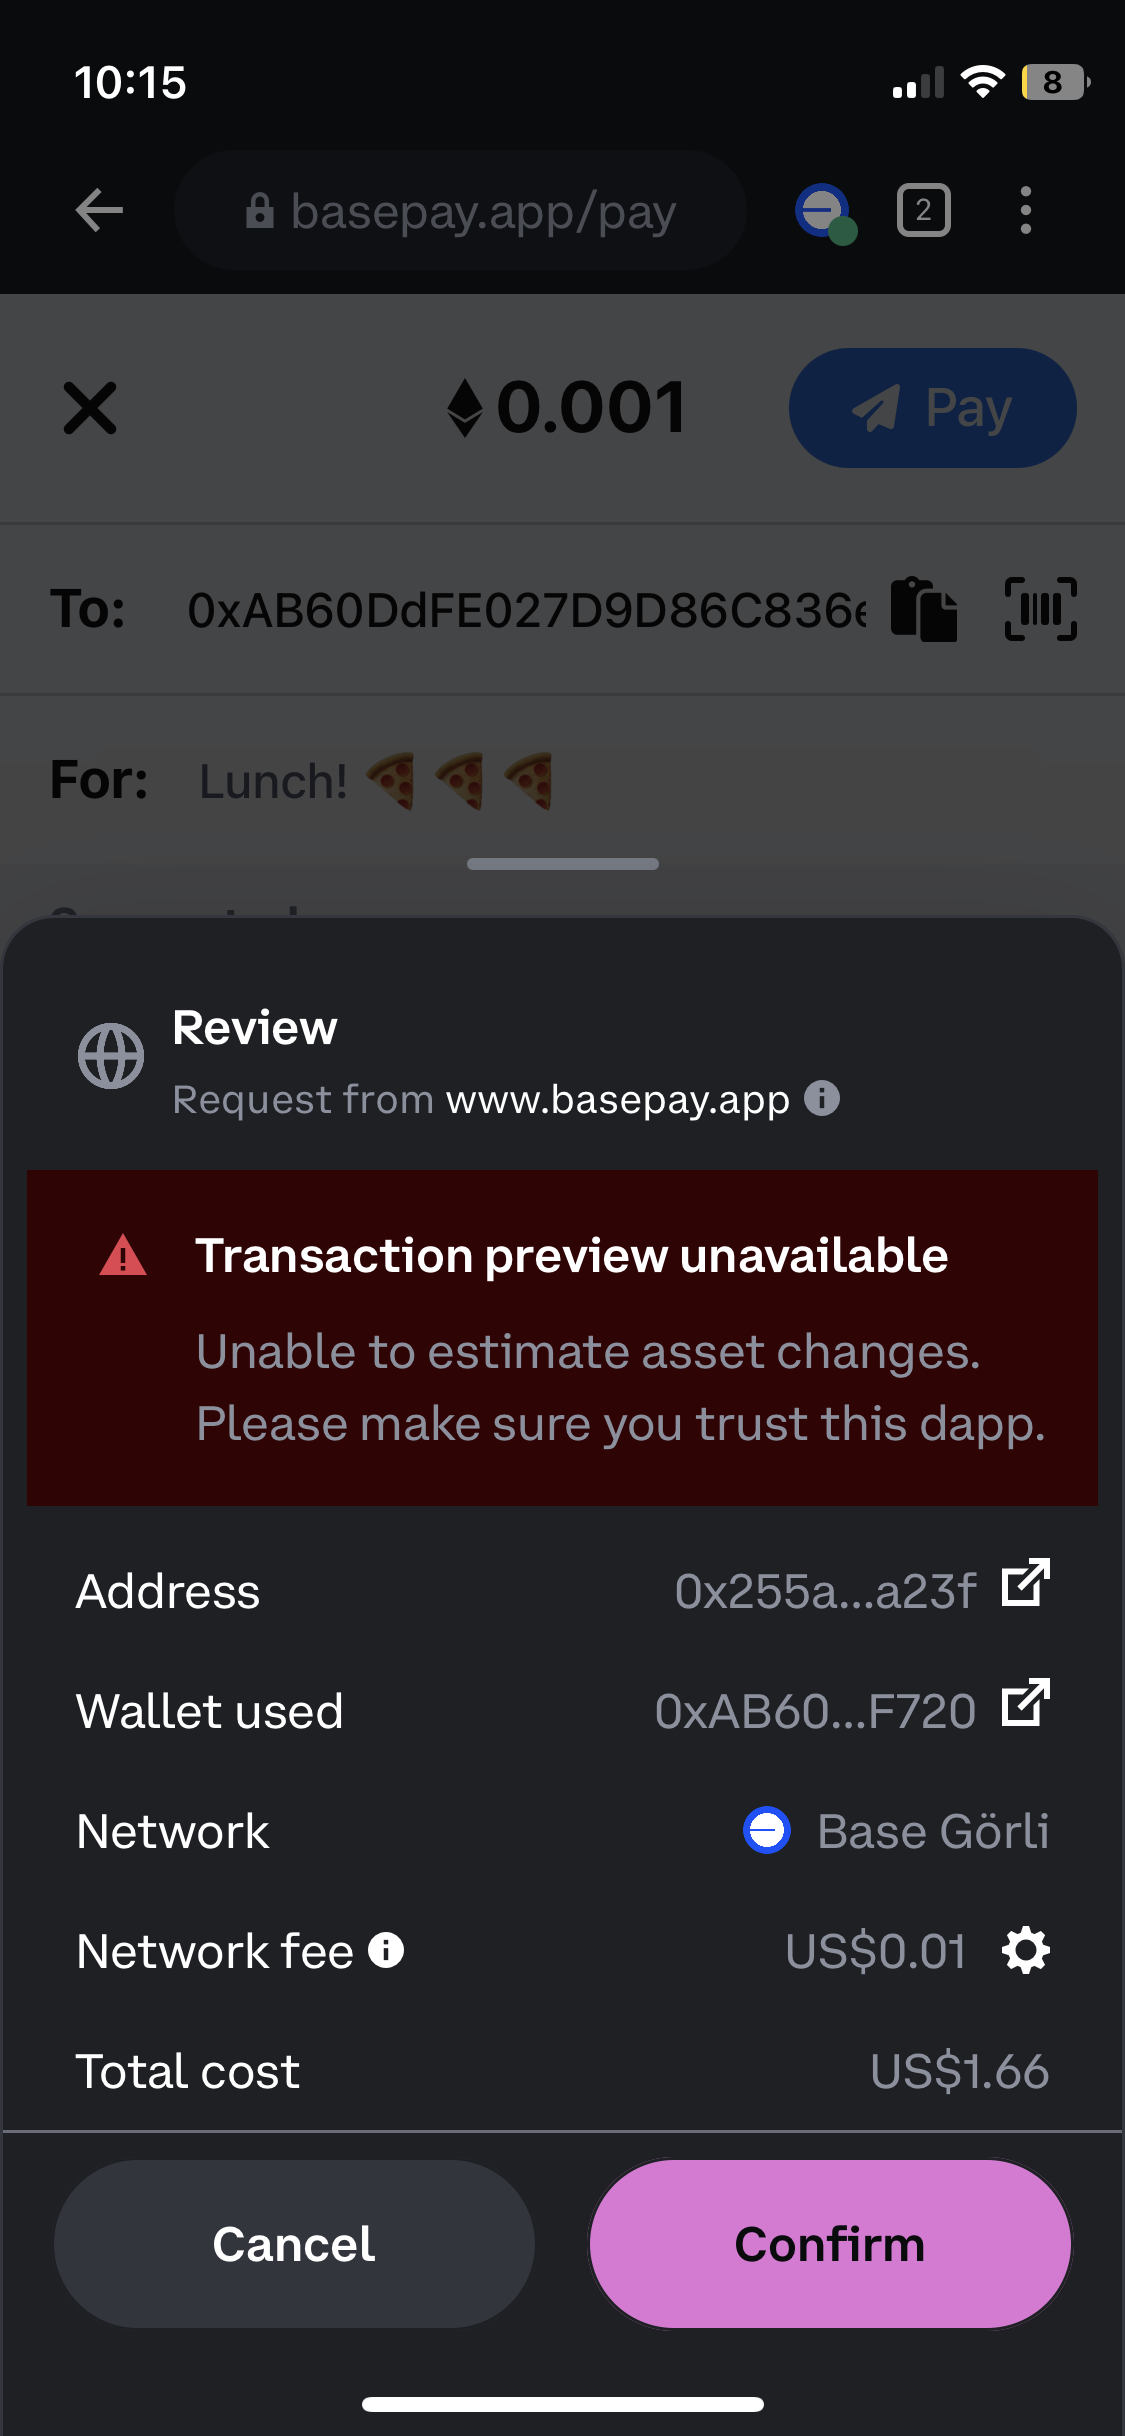 10:15
8
basepay.app/pay
2
0.001
Pay
To: 0xAB60DdFE027D9D86C836
For: Lunch! 🍕🍕🍕
Review
Request from www.basepay.app
Transaction preview unavailable
Unable to estimate asset changes.
Please make sure you trust this dapp.
Address 0x255a...a23f
Wallet used 0xAB60...F720
Network Base Görli
Network fee US$0.01
Total cost US$1.66
Cancel
Confirm